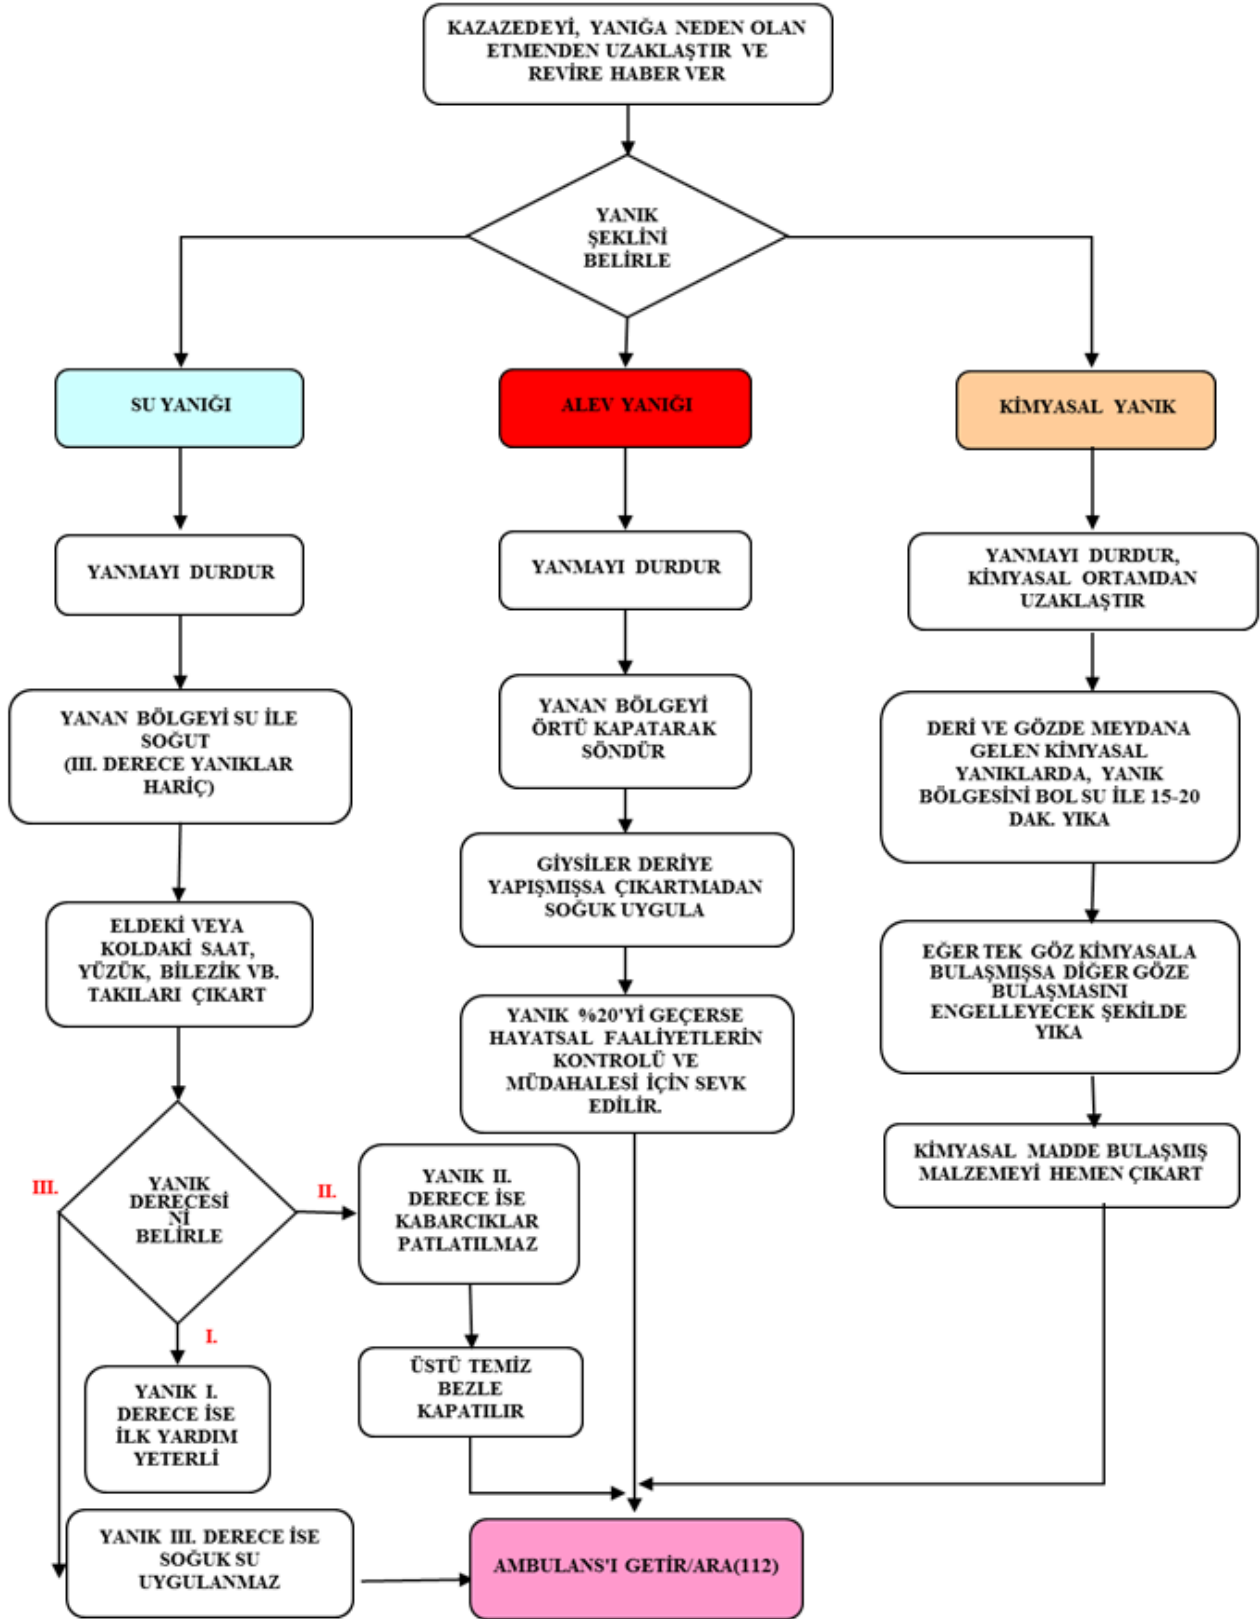 KAZAZEDEYİ, YANIĞA NEDEN OLAN
ETMENDEN UZAKLAŞTIR VE
REVİRE HABER VER
YANIK
ŞEKLİNİ
BELİRLE
SU YANIĞI
ALEV YANIĞI
KİMYASAL YANIK
YANMAYI DURDUR
YANMAYI DURDUR
YANMAYI DURDUR,
KİMYASAL ORTAMDAN
UZAKLAŞTIR
YANAN BÖLGEYİ SU İLE
SOĞUT
(III. DERECE YANIKLAR
HARİÇ)
YANAN BÖLGEYİ
ÖRTÜ KAPATARAK
SÖNDÜR
DERİ VE GÖZDE MEYDANA
GELEN KİMYASAL
YANIKLARDA, YANIK
BÖLGESİNİ BOL SU İLE 15-20
DAK. YIKA
GİYSİLER DERİYE
YAPIŞMIŞSA ÇIKARTMADAN
SOĞUK UYGULA
ELDEKİ VEYA
KOLDAKİ SAAT,
YÜZÜK, BİLEZİK VB.
TAKILARI ÇIKART
EĞER TEK GÖZ KİMYASALA
BULAŞMIŞSA DİĞER GÖZE
BULAŞMASINI
ENGELLEYECEK ŞEKİLDE
YIKA
YANIK %20'Yİ GEÇERSE
HAYATSAL FAALİYETLERİN
KONTROLÜ VE
MÜDAHALESİ İÇİN SEVK
EDİLİR.
KİMYASAL MADDE BULAŞMIŞ
MALZEMEYİ HEMEN ÇIKART
III.
YANIK
DERECESİ
Nİ
BELİRLE
II.
YANIK II.
DERECE İSE
KABARCIKLAR
PATLATILMAZ
I.
YANIK I.
DERECE İSE
İLK YARDIM
YETERLİ
ÜSTÜ TEMİZ
BEZLE
KAPATILIR
YANIK III. DERECE İSE
SOĞUK SU
UYGULANMAZ
AMBULANS'I GETİR/ARA(112)